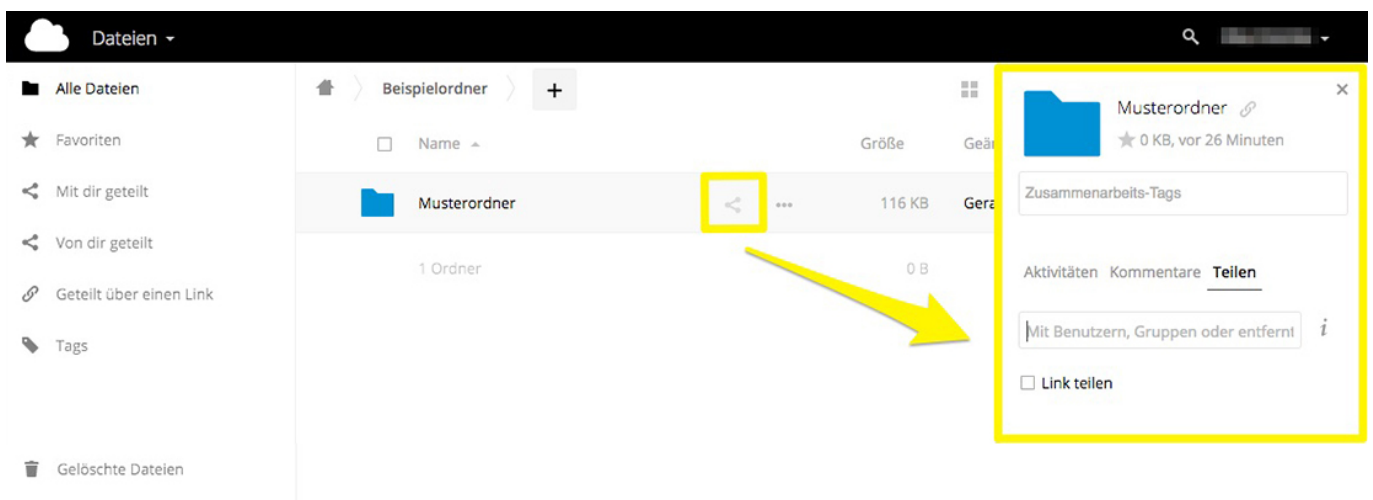 Dateien
Alle Dateien
Favoriten
Mit dir geteilt
Von dir geteilt
Geteilt über einen Link
Tags
Gelöschte Dateien
Beispielordner
+
Name
Größe
Geär
Musterordner
116 KB
Gera
1 Ordner
0 B
×
Musterordner
0 KB, vor 26 Minuten
Zusammenarbeits-Tags
Aktivitäten Kommentare Teilen
Mit Benutzern, Gruppen oder entfernt
i
Link teilen